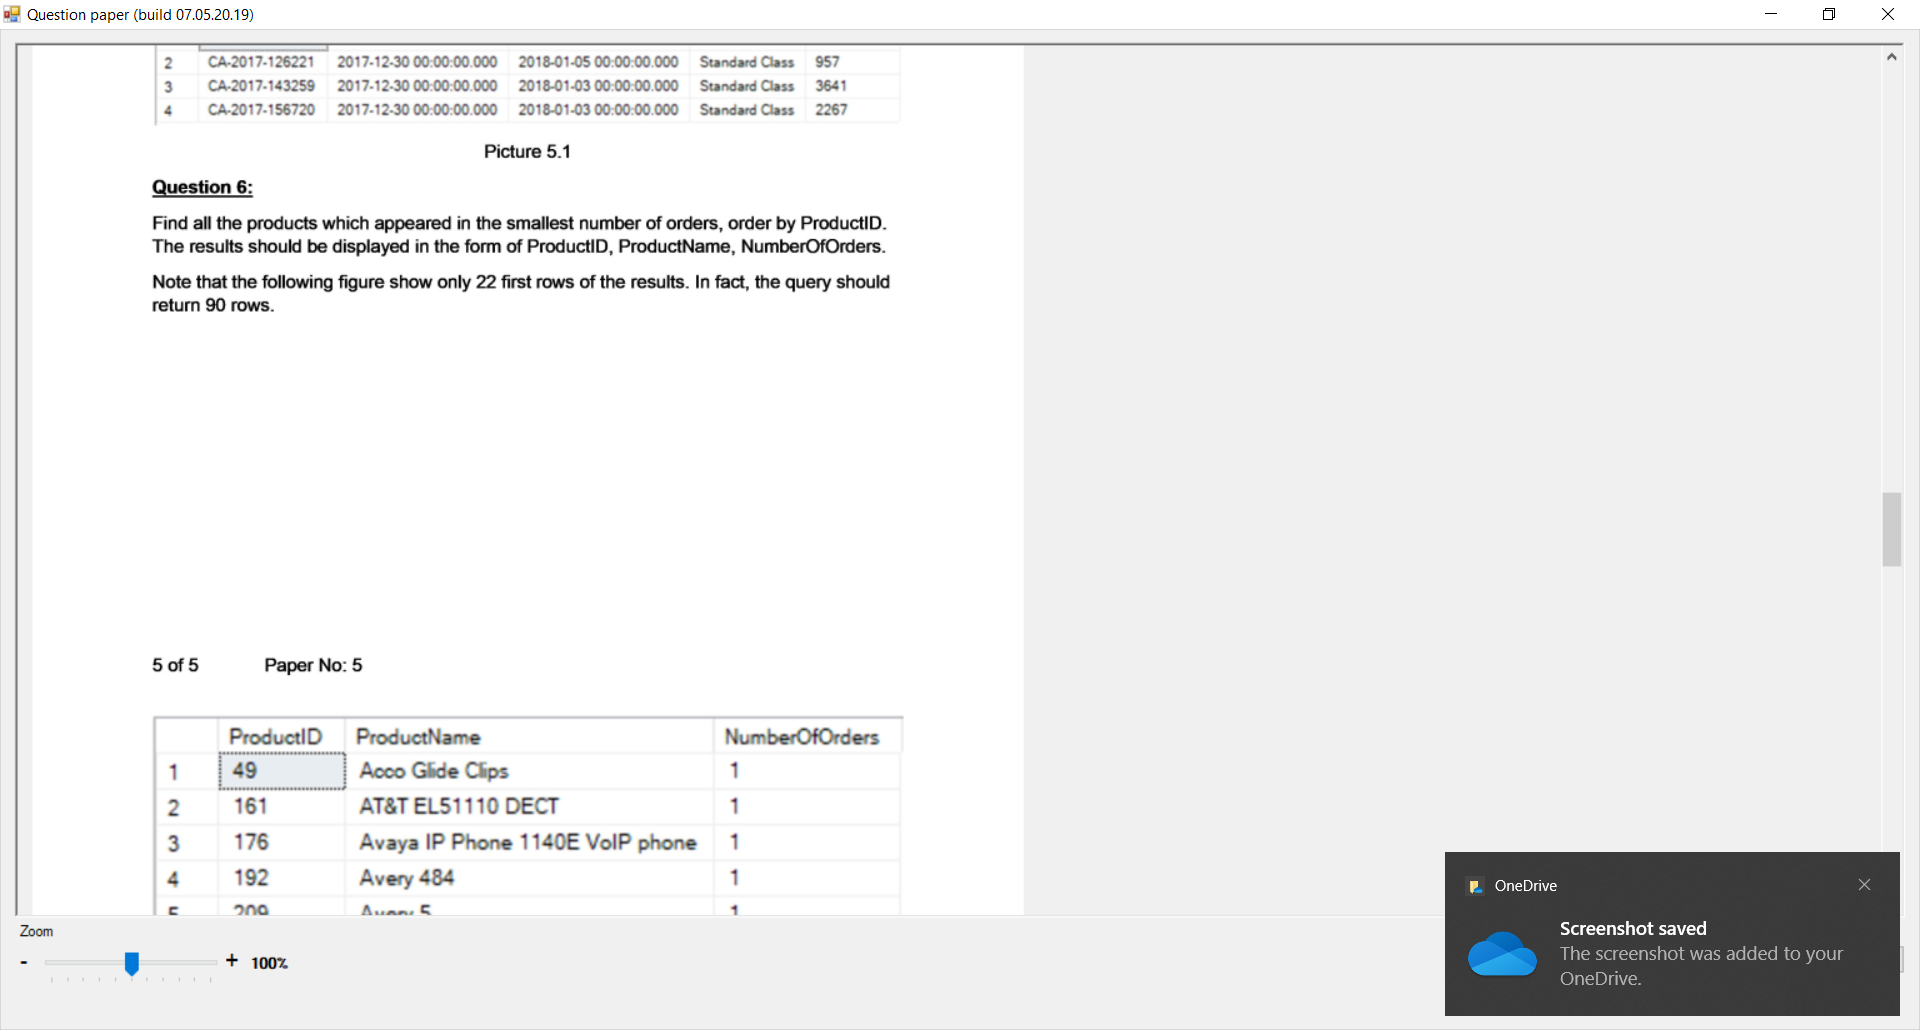 Question paper (build 07.05.20.19)
2 CA-2017-126221 2017-12-30 00:00:00.000 2018-01-05 00:00:00.000 Standard Class 957
3 CA-2017-143259 2017-12-30 00:00:00.000 2018-01-03 00:00:00.000 Standard Class 3641
4 CA-2017-156720 2017-12-30 00:00:00.000 2018-01-03 00:00:00.000 Standard Class 2267
Picture 5.1
Question 6:
Find all the products which appeared in the smallest number of orders, order by ProductID.
The results should be displayed in the form of ProductID, ProductName, NumberOfOrders.
Note that the following figure show only 22 first rows of the results. In fact, the query should
return 90 rows.
5 of 5 Paper No: 5
ProductID ProductName NumberOfOrders
1 49 Acco Glide Clips 1
2 161 AT&T EL51110 DECT 1
3 176 Avaya IP Phone 1140E VoIP phone 1
4 192 Avery 484 1
5 209 Avery 5 1
Zoom
- + 100%
OneDrive
Screenshot saved
The screenshot was added to your
OneDrive.